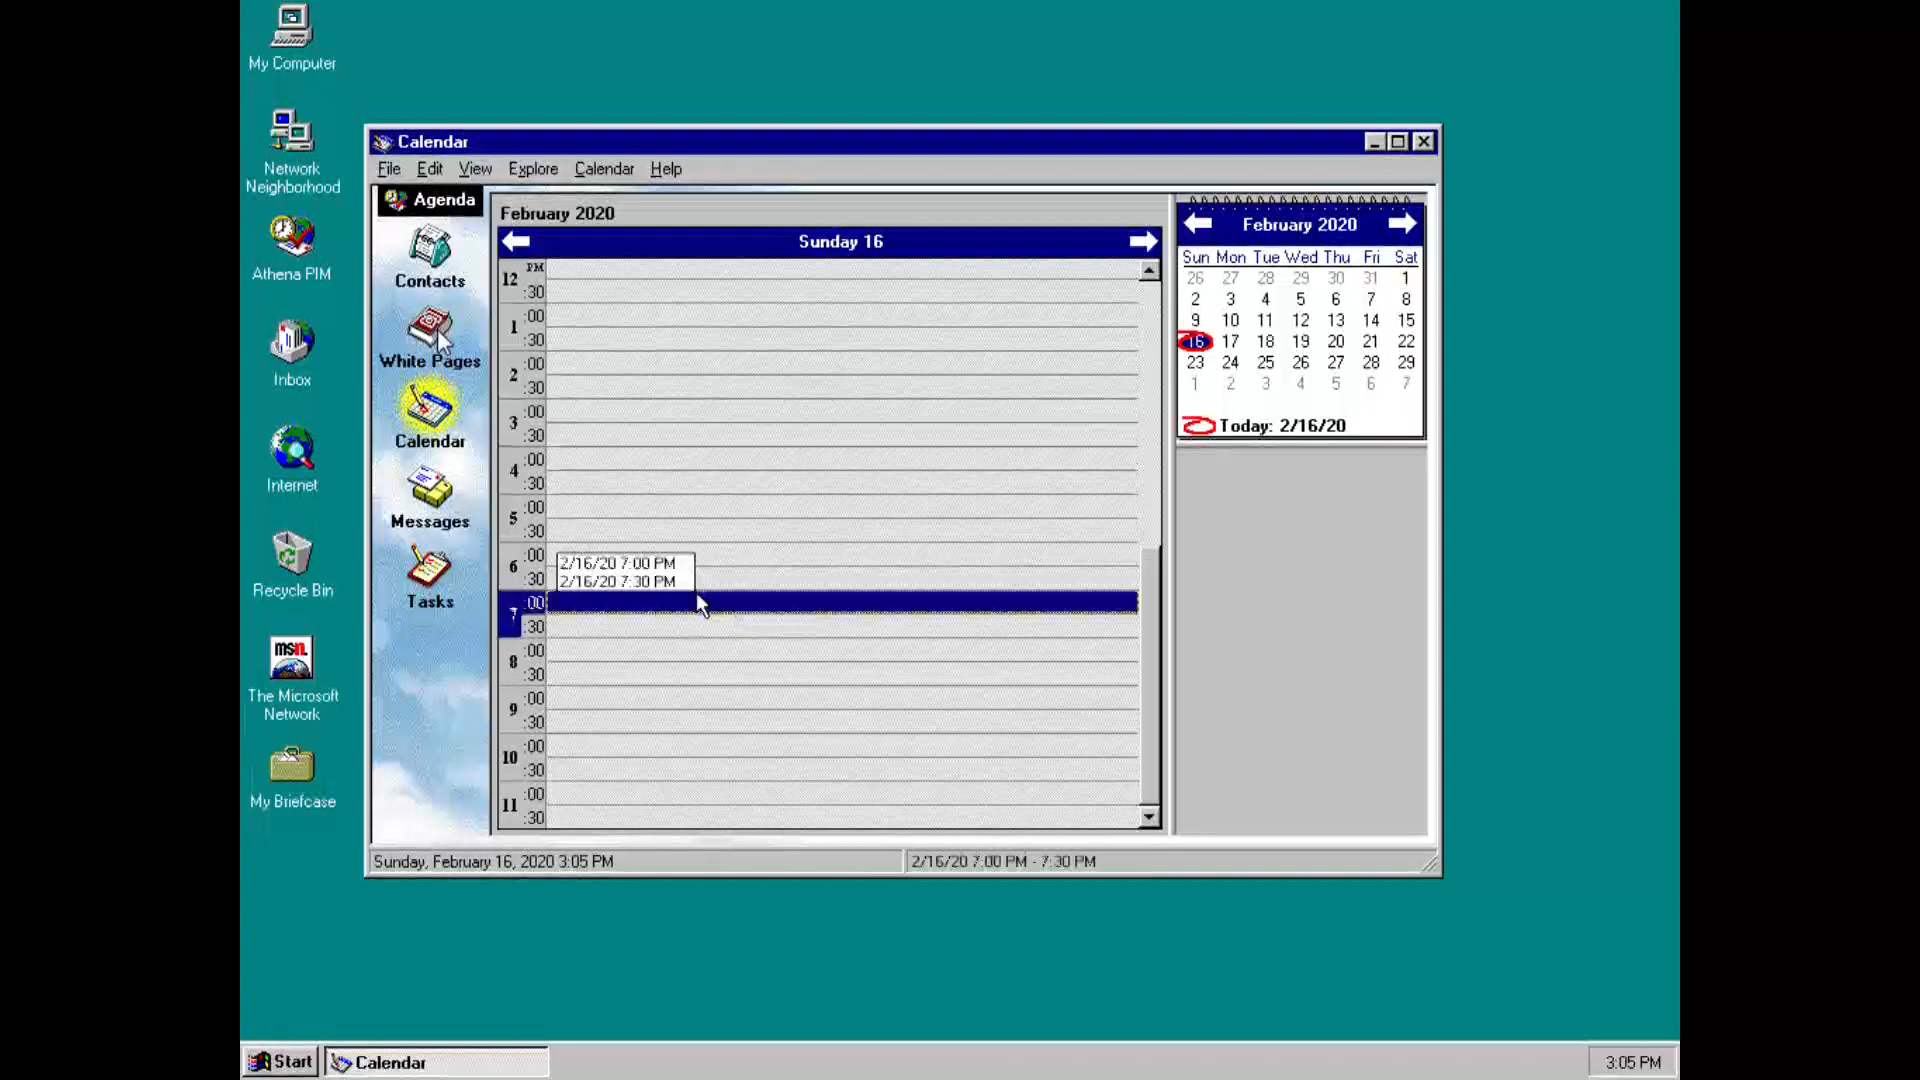 My Computer
Network
Neighborhood
Athena PIM
Inbox
Internet
Recycle Bin
msn.
The Microsoft
Network
My Briefcase
Calendar
File Edit View Explore Calendar Help
Agenda
Contacts
White Pages
Calendar
Messages
Tasks
February 2020
Sunday 16
12 PM
:30
1 :00
:30
2 :00
:30
3 :00
:30
4 :00
:30
5 :00
:30
6 :00
:30
2/16/20 7:00 PM
2/16/20 7:30 PM
7 :00
:30
8 :00
:30
9 :00
:30
10 :00
:30
11 :00
:30
February 2020
Sun Mon Tue Wed Thu Fri Sat
26 27 28 29 30 31 1
2 3 4 5 6 7 8
9 10 11 12 13 14 15
16 17 18 19 20 21 22
23 24 25 26 27 28 29
1 2 3 4 5 6 7
Today: 2/16/20
Sunday, February 16, 2020 3:05 PM
2/16/20 7:00 PM - 7:30 PM
Start
Calendar
3:05 PM